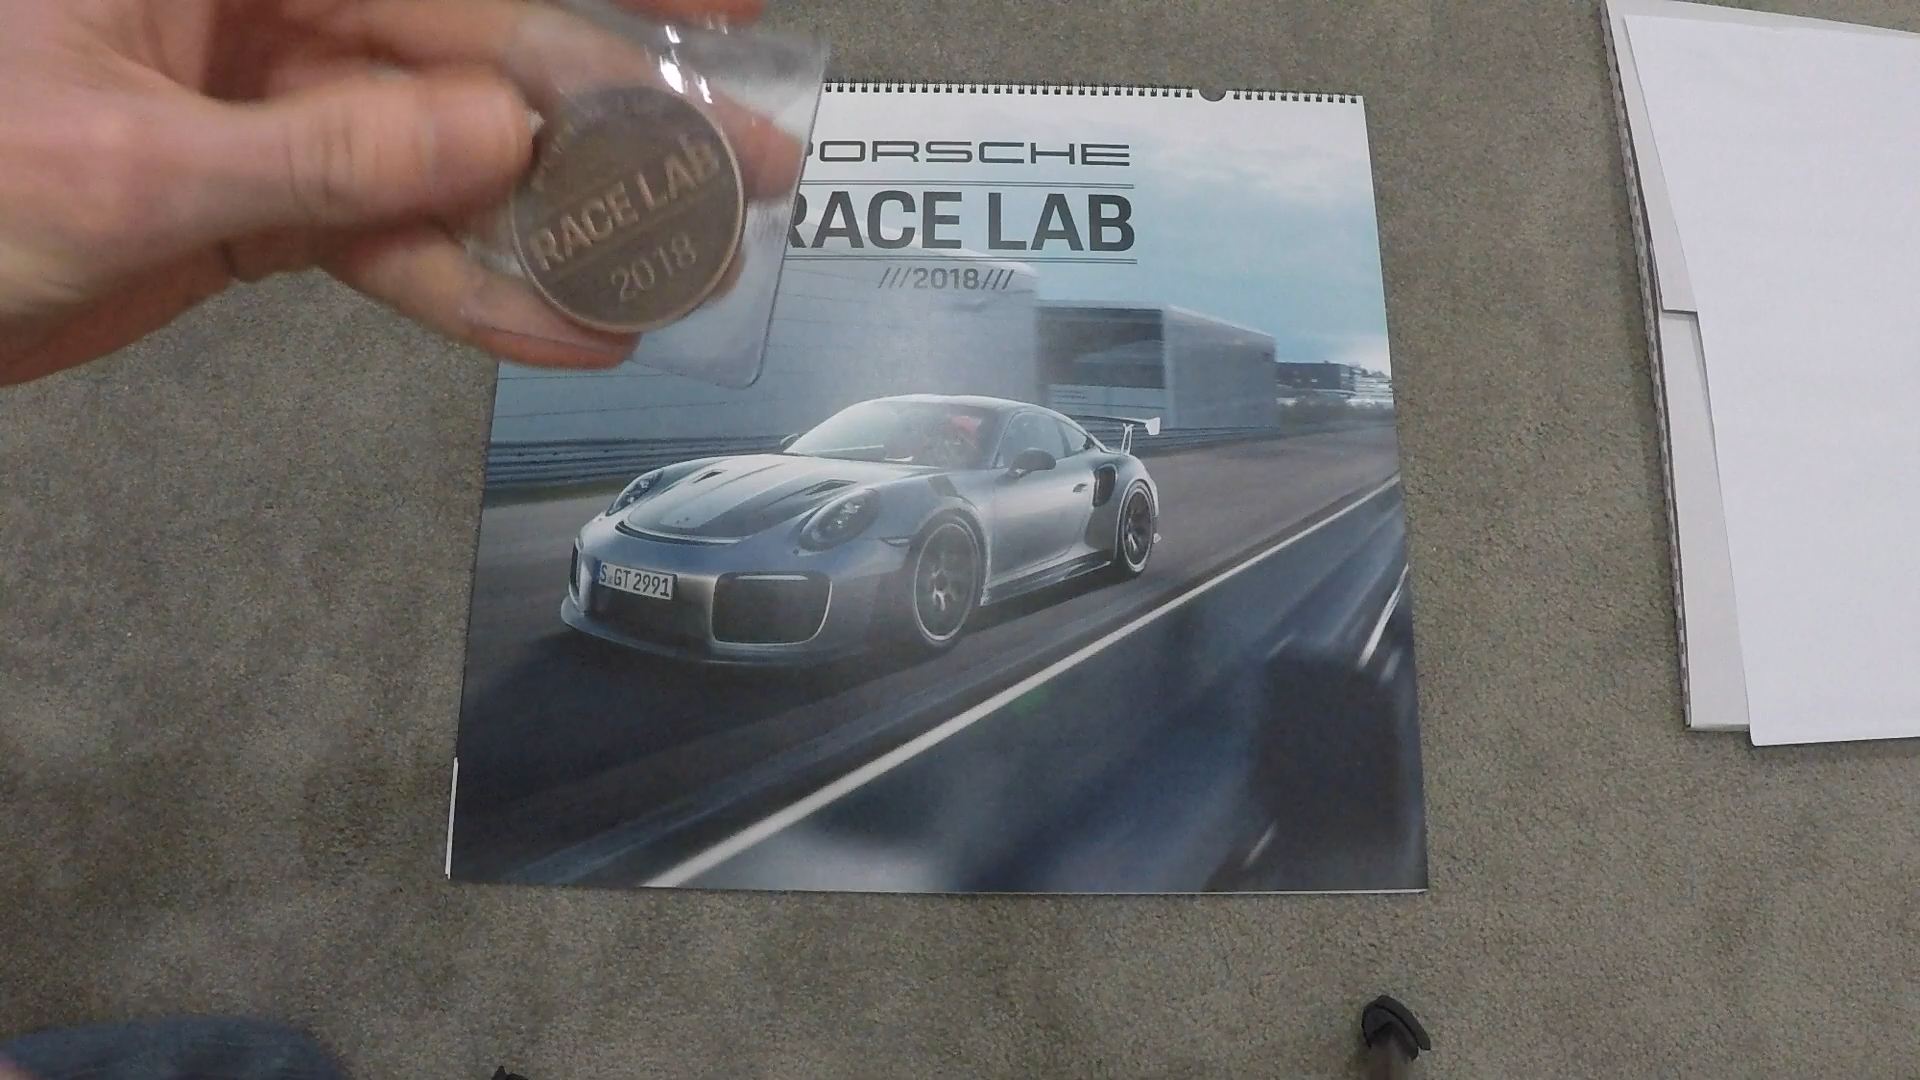 RACE LAB
2018
PORSCHE
RACE LAB
///2018///
S GT 2991